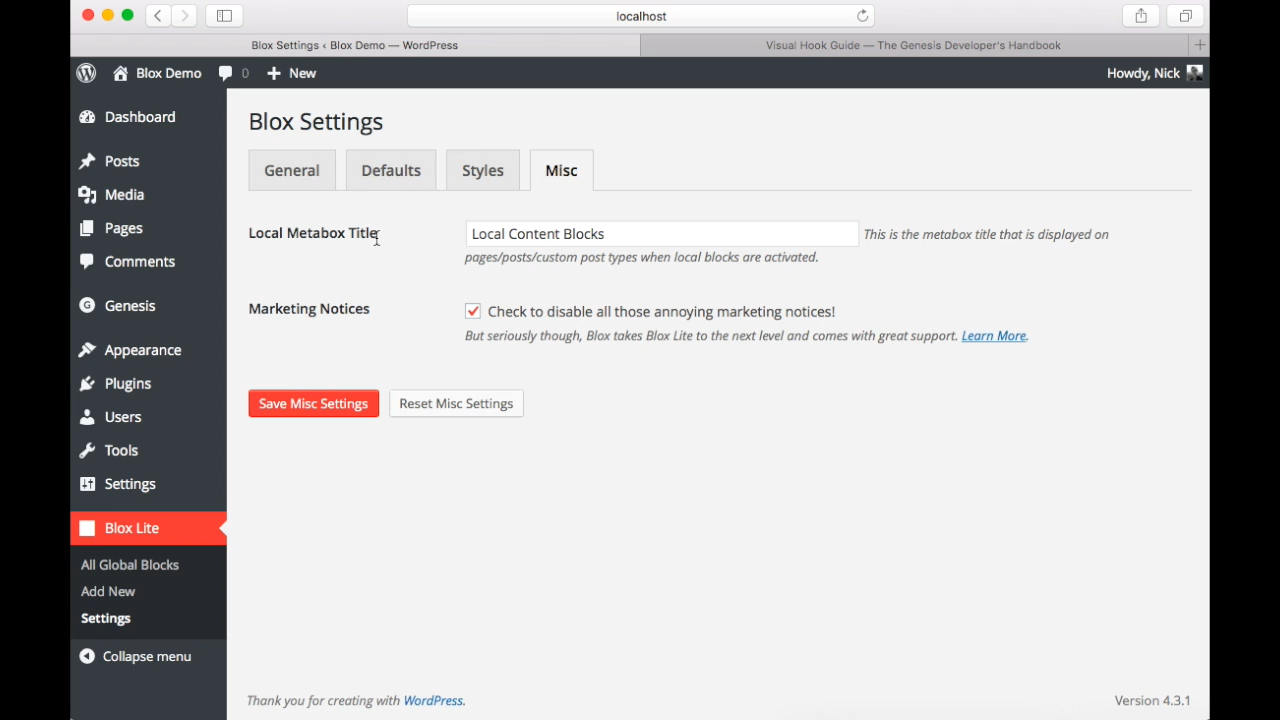 localhost
Blox Settings ‹ Blox Demo — WordPress
Visual Hook Guide — The Genesis Developer's Handbook
Blox Demo 0 New
Howdy, Nick
Dashboard
Posts
Media
Pages
Comments
Genesis
Appearance
Plugins
Users
Tools
Settings
Blox Lite
All Global Blocks
Add New
Settings
Collapse menu
Blox Settings
General Defaults Styles Misc
Local Metabox Title
Local Content Blocks This is the metabox title that is displayed on
pages/posts/custom post types when local blocks are activated.
Marketing Notices
Check to disable all those annoying marketing notices!
But seriously though, Blox takes Blox Lite to the next level and comes with great support. Learn More.
Save Misc Settings Reset Misc Settings
Thank you for creating with WordPress.
Version 4.3.1